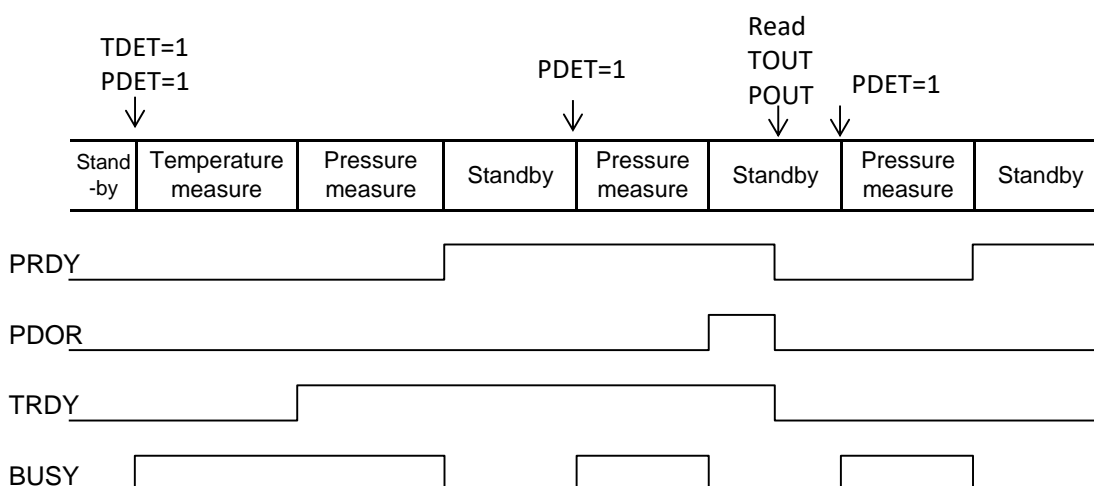 TDET=1
PDET=1
PDET=1
Read
TOUT
POUT
PDET=1
Stand
-by
Temperature
measure
Pressure
measure
Standby
Pressure
measure
Standby
Pressure
measure
Standby
PRDY
PDOR
TRDY
BUSY